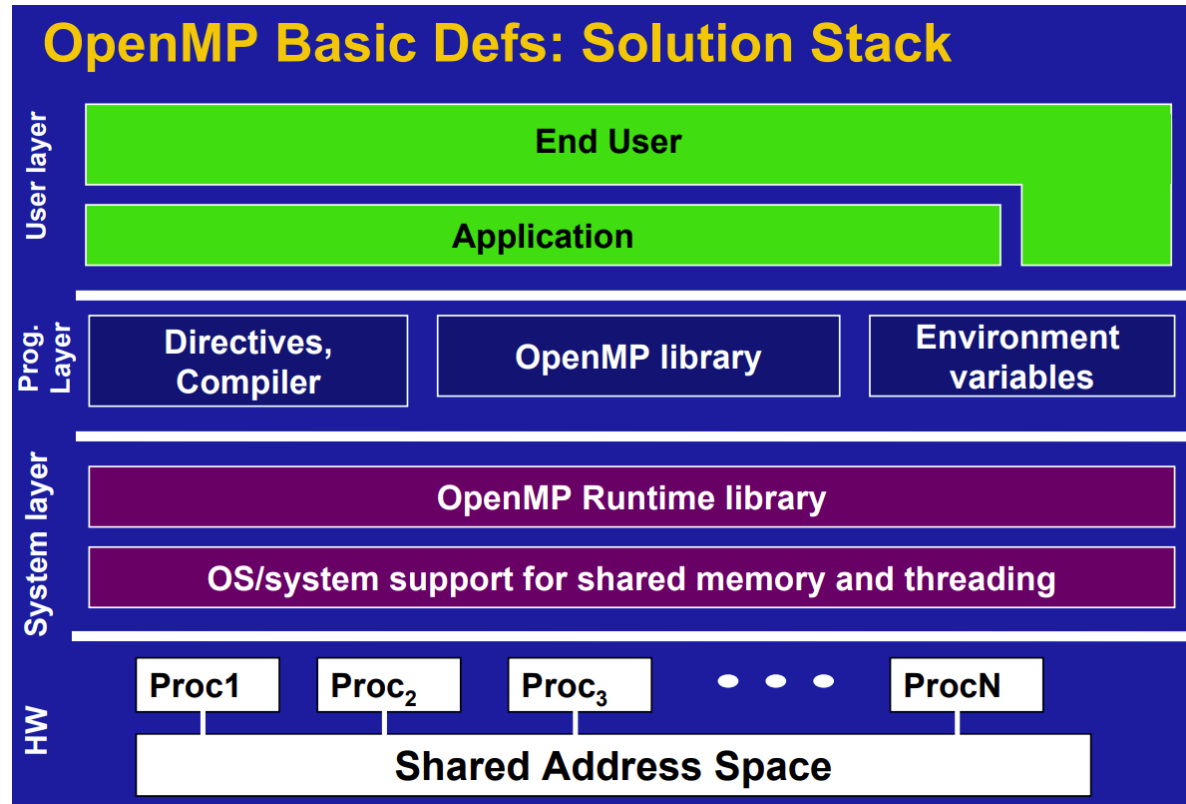 OpenMP Basic Defs: Solution Stack
User layer
End User
Application
Prog.
Layer
Directives,
Compiler
OpenMP library
Environment
variables
System layer
OpenMP Runtime library
OS/system support for shared memory and threading
HW
Proc1 Proc₂ Proc₃ • • • ProcN
Shared Address Space